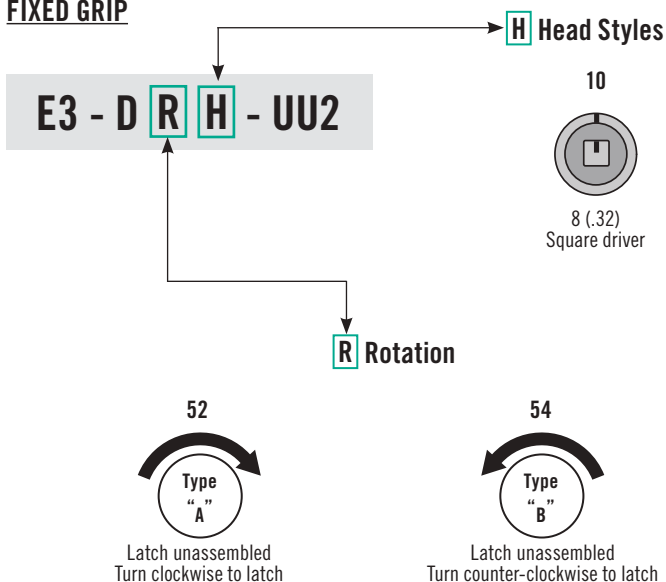 FIXED GRIP
H Head Styles
E3 - D R H - UU2
10
8 (.32)
Square driver
R Rotation
52
54
Type
“A”
Type
“B”
Latch unassembled
Turn clockwise to latch
Latch unassembled
Turn counter-clockwise to latch